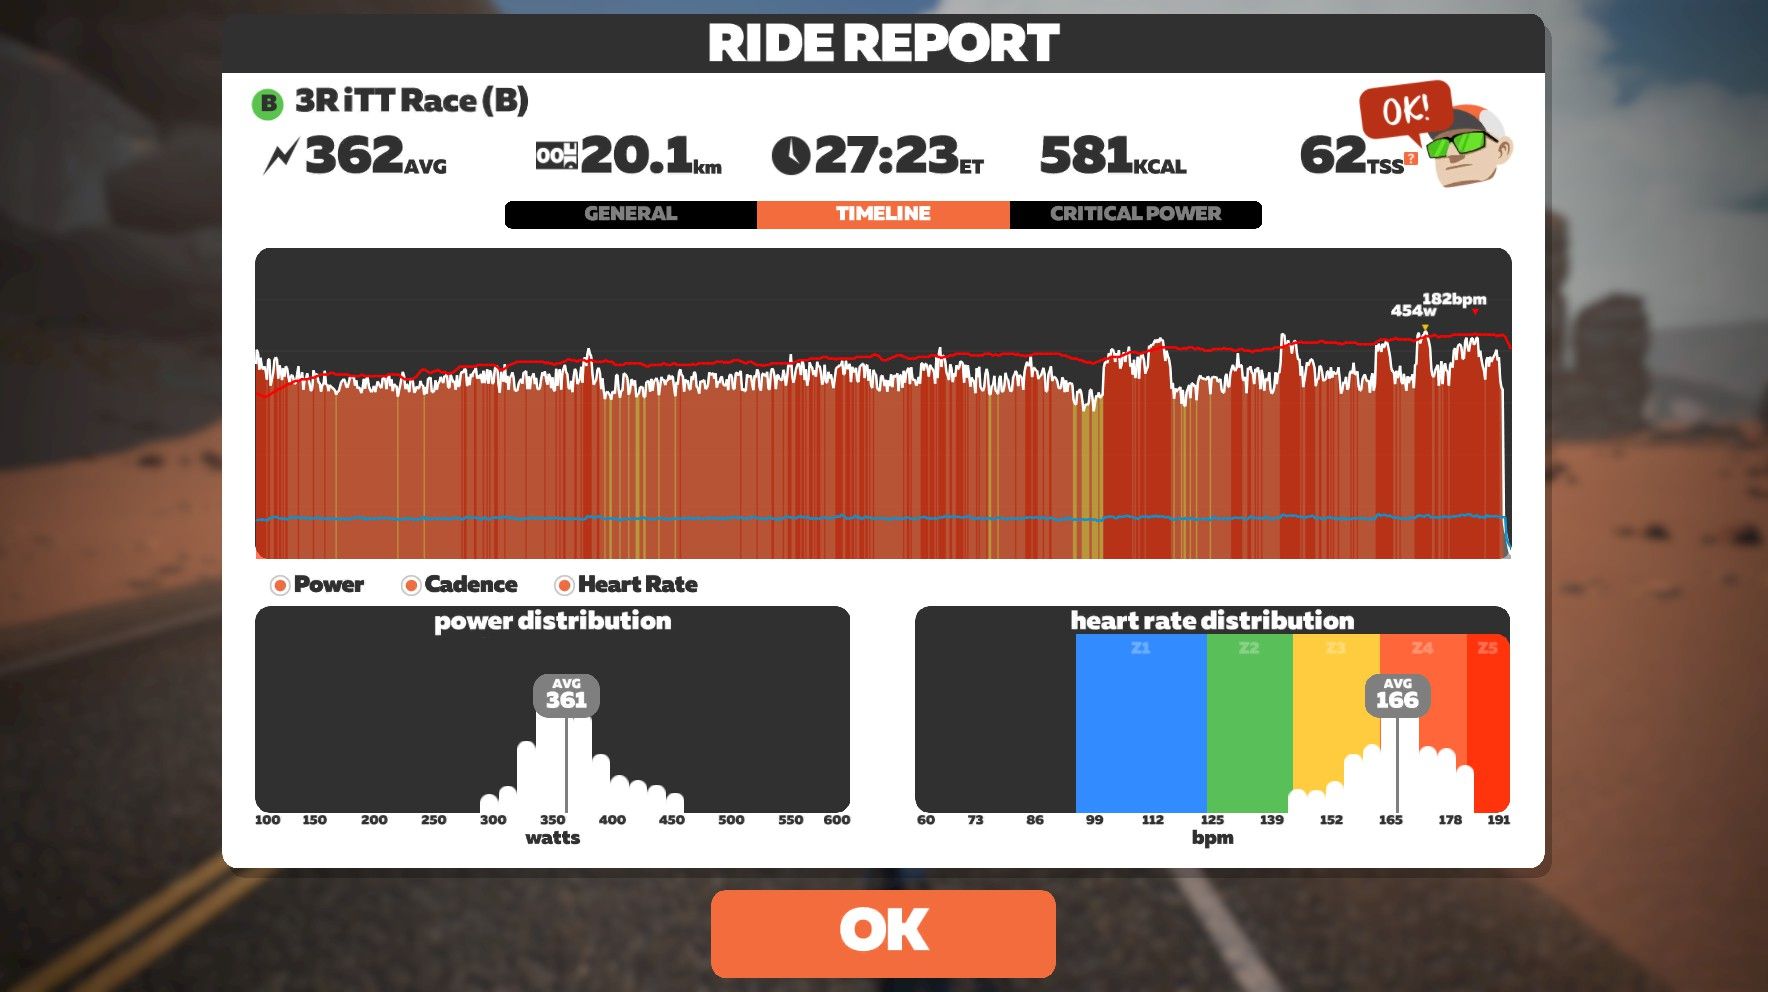 RIDE REPORT
B 3R iTT Race (B)
OK!
362AVG 20.1km 27:23ET 581KCAL 62TSS?
GENERAL TIMELINE CRITICAL POWER
182bpm
454w
Power Cadence Heart Rate
power distribution
AVG
361
100 150 200 250 300 350 400 450 500 550 600
watts
heart rate distribution
Z1 Z2 Z3 Z4 Z5
AVG
166
60 73 86 99 112 125 139 152 165 178 191
bpm
OK